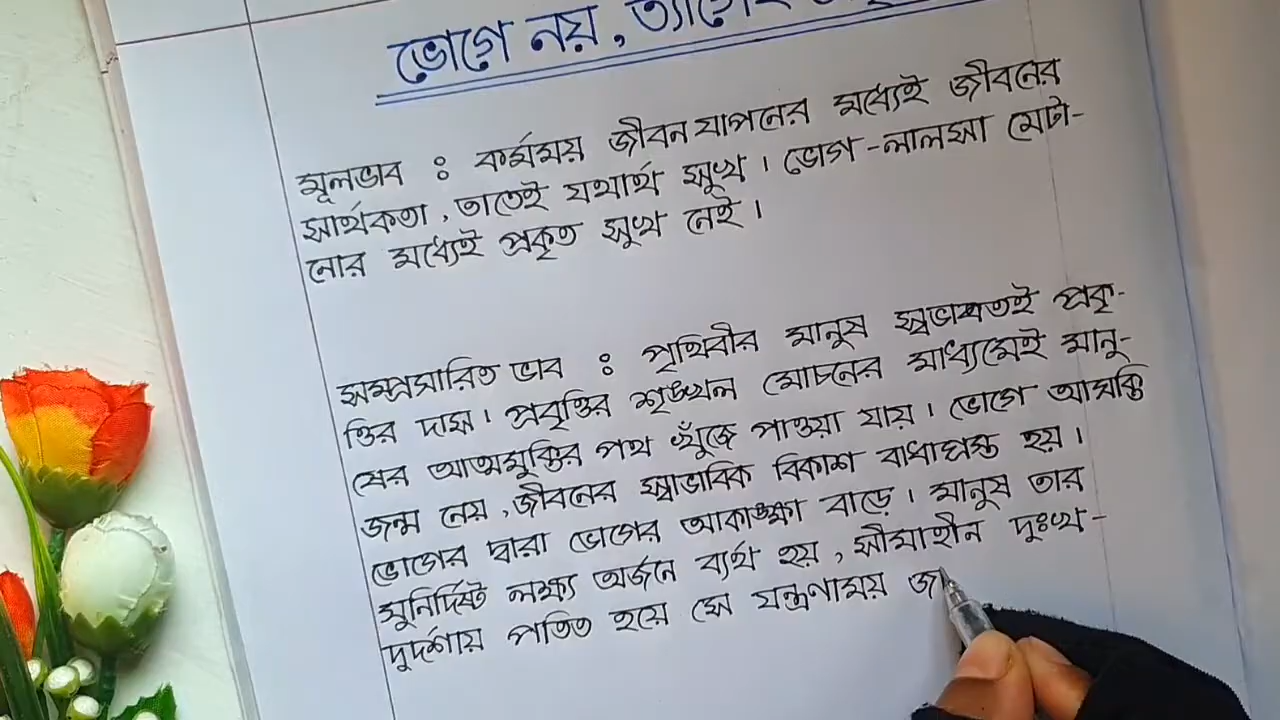 ভোগে নয়, ত্যাগেই
মূলভাব : কর্মময় জীবন যাপনের মধ্যেই জীবনের
সার্থকতা, তাতেই যথার্থ সুখ। ভোগ-লালসা মেটা-
নোর মধ্যেই প্রকৃত সুখ নেই।
সম্প্রসারিত ভাব : পৃথিবীর মানুষ স্বভাবতই প্রবৃ-
ত্তির দাস। প্রবৃত্তির শৃঙ্খল মোচনের মাধ্যমেই মানু-
ষের আত্মমুক্তির পথ খুঁজে পাওয়া যায়। ভোগে আসক্তি
জন্ম নেয়, জীবনের স্বাভাবিক বিকাশ বাধাগ্রস্ত হয়।
ভোগের দ্বারা ভোগের আকাঙ্ক্ষা বাড়ে। মানুষ তার
সুনির্দিষ্ট লক্ষ্য অর্জনে ব্যর্থ হয়, সীমাহীন দুঃখ-
দুর্দশায় পতিত হয়ে সে যন্ত্রণাময় জা